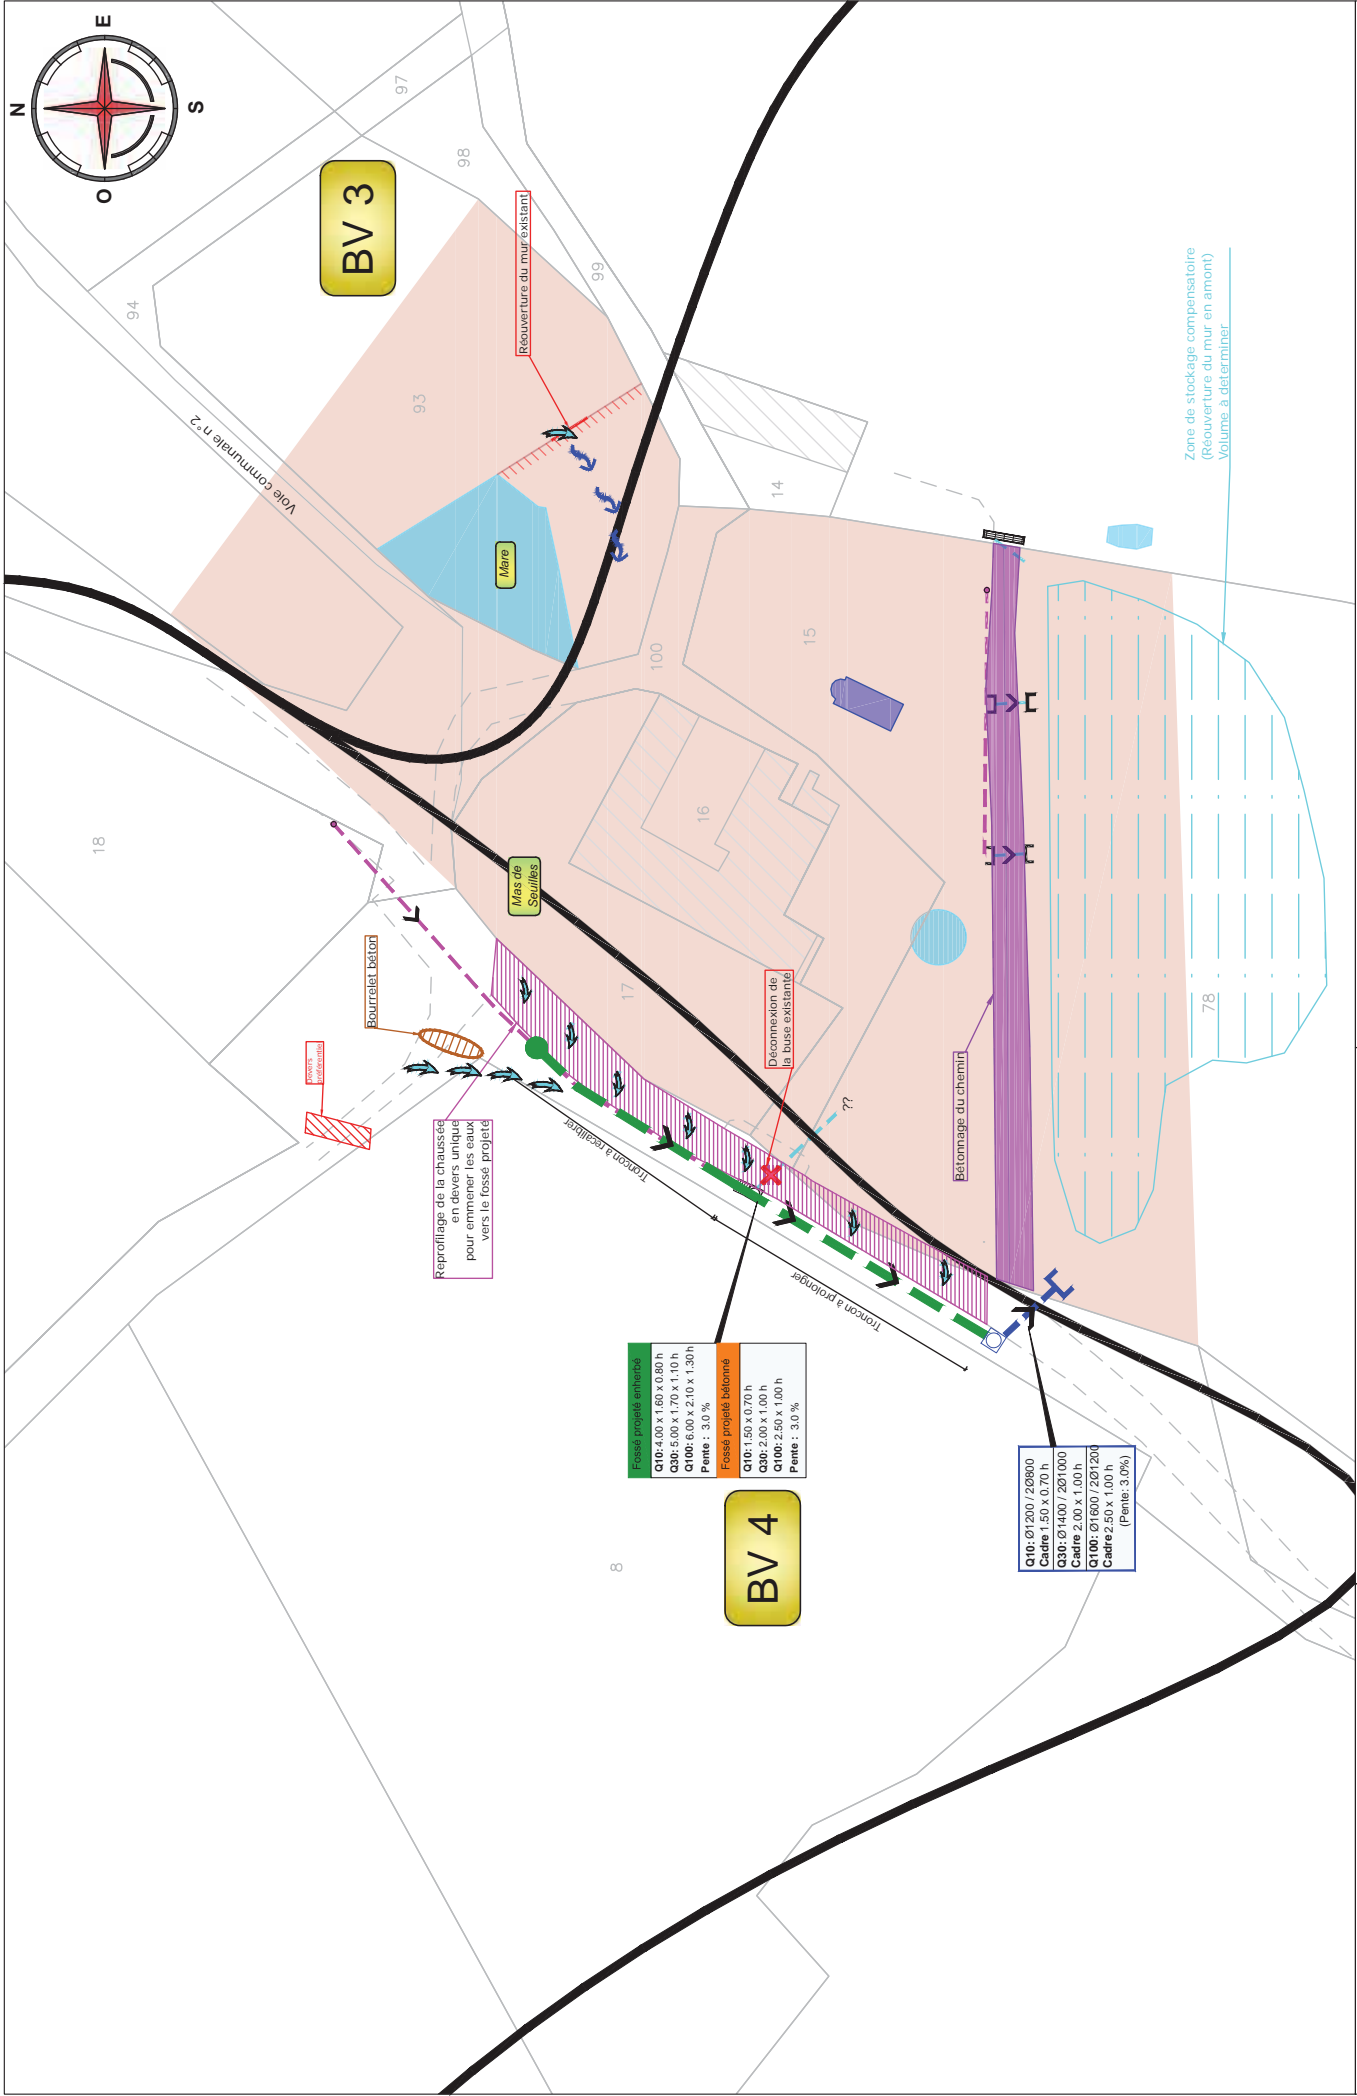 N
E
S
O
BV 3
97
98
94
99
93
Voie communale n°2
Réouverture du mur existant
Mare
14
Zone de stockage compensatoire
(Réouverture du mur en amont)
Volume à determiner
100
15
18
16
Mas de
Seuilles
17
78
Bourrelet béton
Devers
préférentiel
Déconnexion de
la buse existante
??
Bétonnage du chemin
Reprofilage de la chaussée
en devers unique
pour emmener les eaux
vers le fossé projeté
Troncon à recalibrer
Troncon à prolonger
Fossé projeté enherbé
Q10: 4.00 x 1.60 x 0.80 h
Q30: 5.00 x 1.70 x 1.10 h
Q100: 6.00 x 2.10 x 1.30 h
Pente : 3.0 %
Fossé projeté bétonné
Q10: 1.50 x 0.70 h
Q30: 2.00 x 1.00 h
Q100: 2.50 x 1.00 h
Pente : 3.0 %
BV 4
8
Q10: Ø1200 / 2Ø800
Cadre 1.50 x 0.70 h
Q30: Ø1400 / 2Ø1000
Cadre 2.00 x 1.00 h
Q100: Ø1600 / 2Ø1200
Cadre 2.50 x 1.00 h
(Pente: 3.0%)